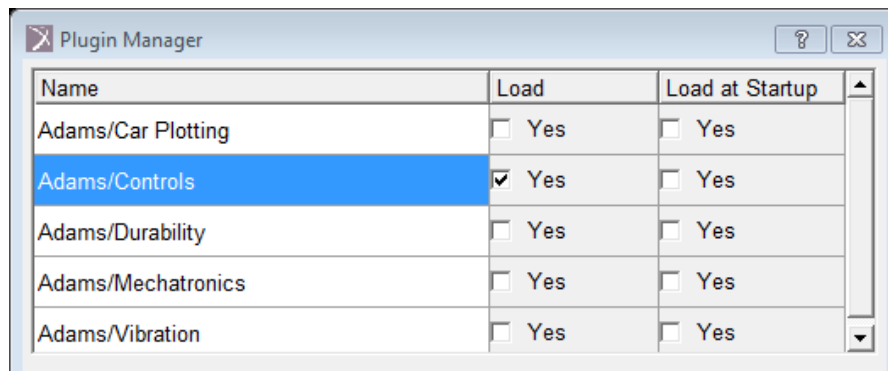 Plugin Manager
Name Load Load at Startup
Adams/Car Plotting Yes Yes
Adams/Controls Yes Yes
Adams/Durability Yes Yes
Adams/Mechatronics Yes Yes
Adams/Vibration Yes Yes